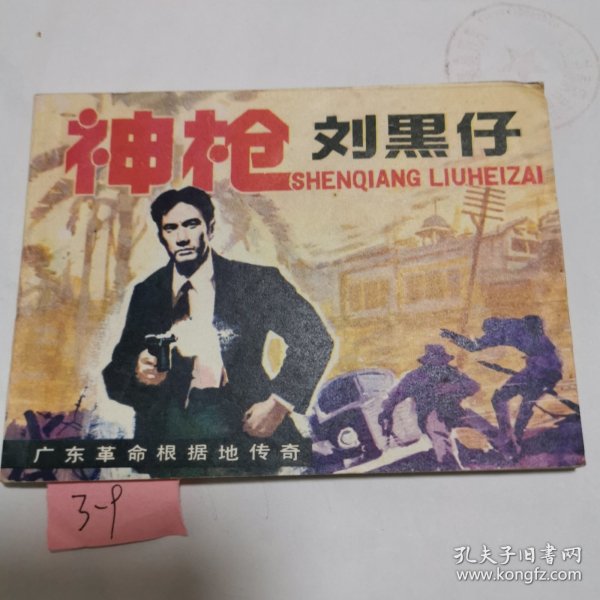 神枪 刘黑仔
SHENQIANG LIUHEIZAI
广东革命根据地传奇
3-9
孔夫子旧书网
www.kongfz.com